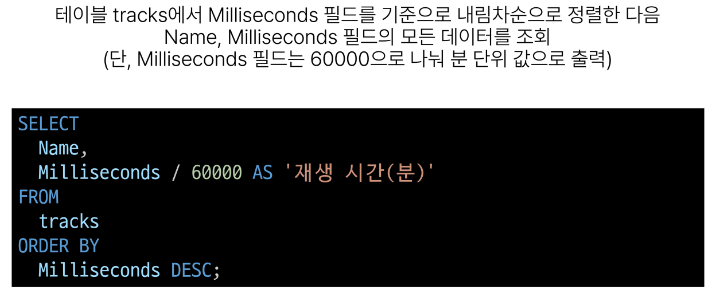 테이블 tracks에서 Milliseconds 필드를 기준으로 내림차순으로 정렬한 다음
Name, Milliseconds 필드의 모든 데이터를 조회
(단, Milliseconds 필드는 60000으로 나눠 분 단위 값으로 출력)
SELECT
  Name,
  Milliseconds / 60000 AS '재생 시간(분)'
FROM
  tracks
ORDER BY
  Milliseconds DESC;